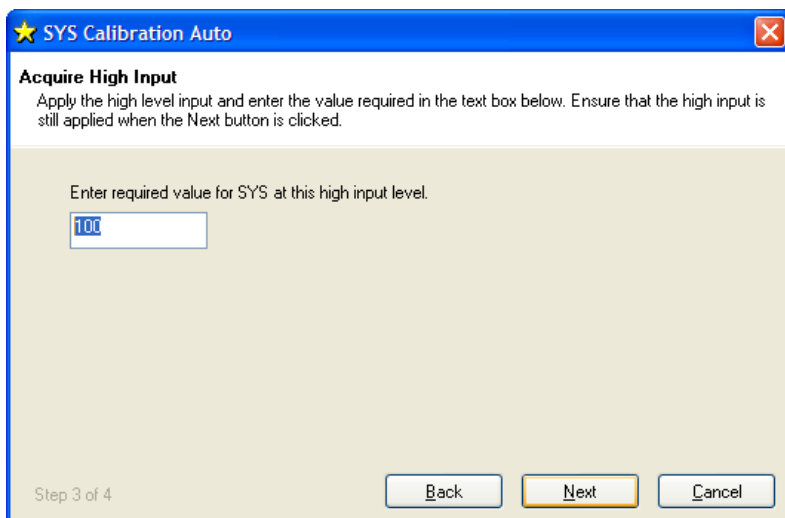 SYS Calibration Auto
Acquire High Input
Apply the high level input and enter the value required in the text box below. Ensure that the high input is
still applied when the Next button is clicked.
Enter required value for SYS at this high input level.
100
Step 3 of 4
Back
Next
Cancel